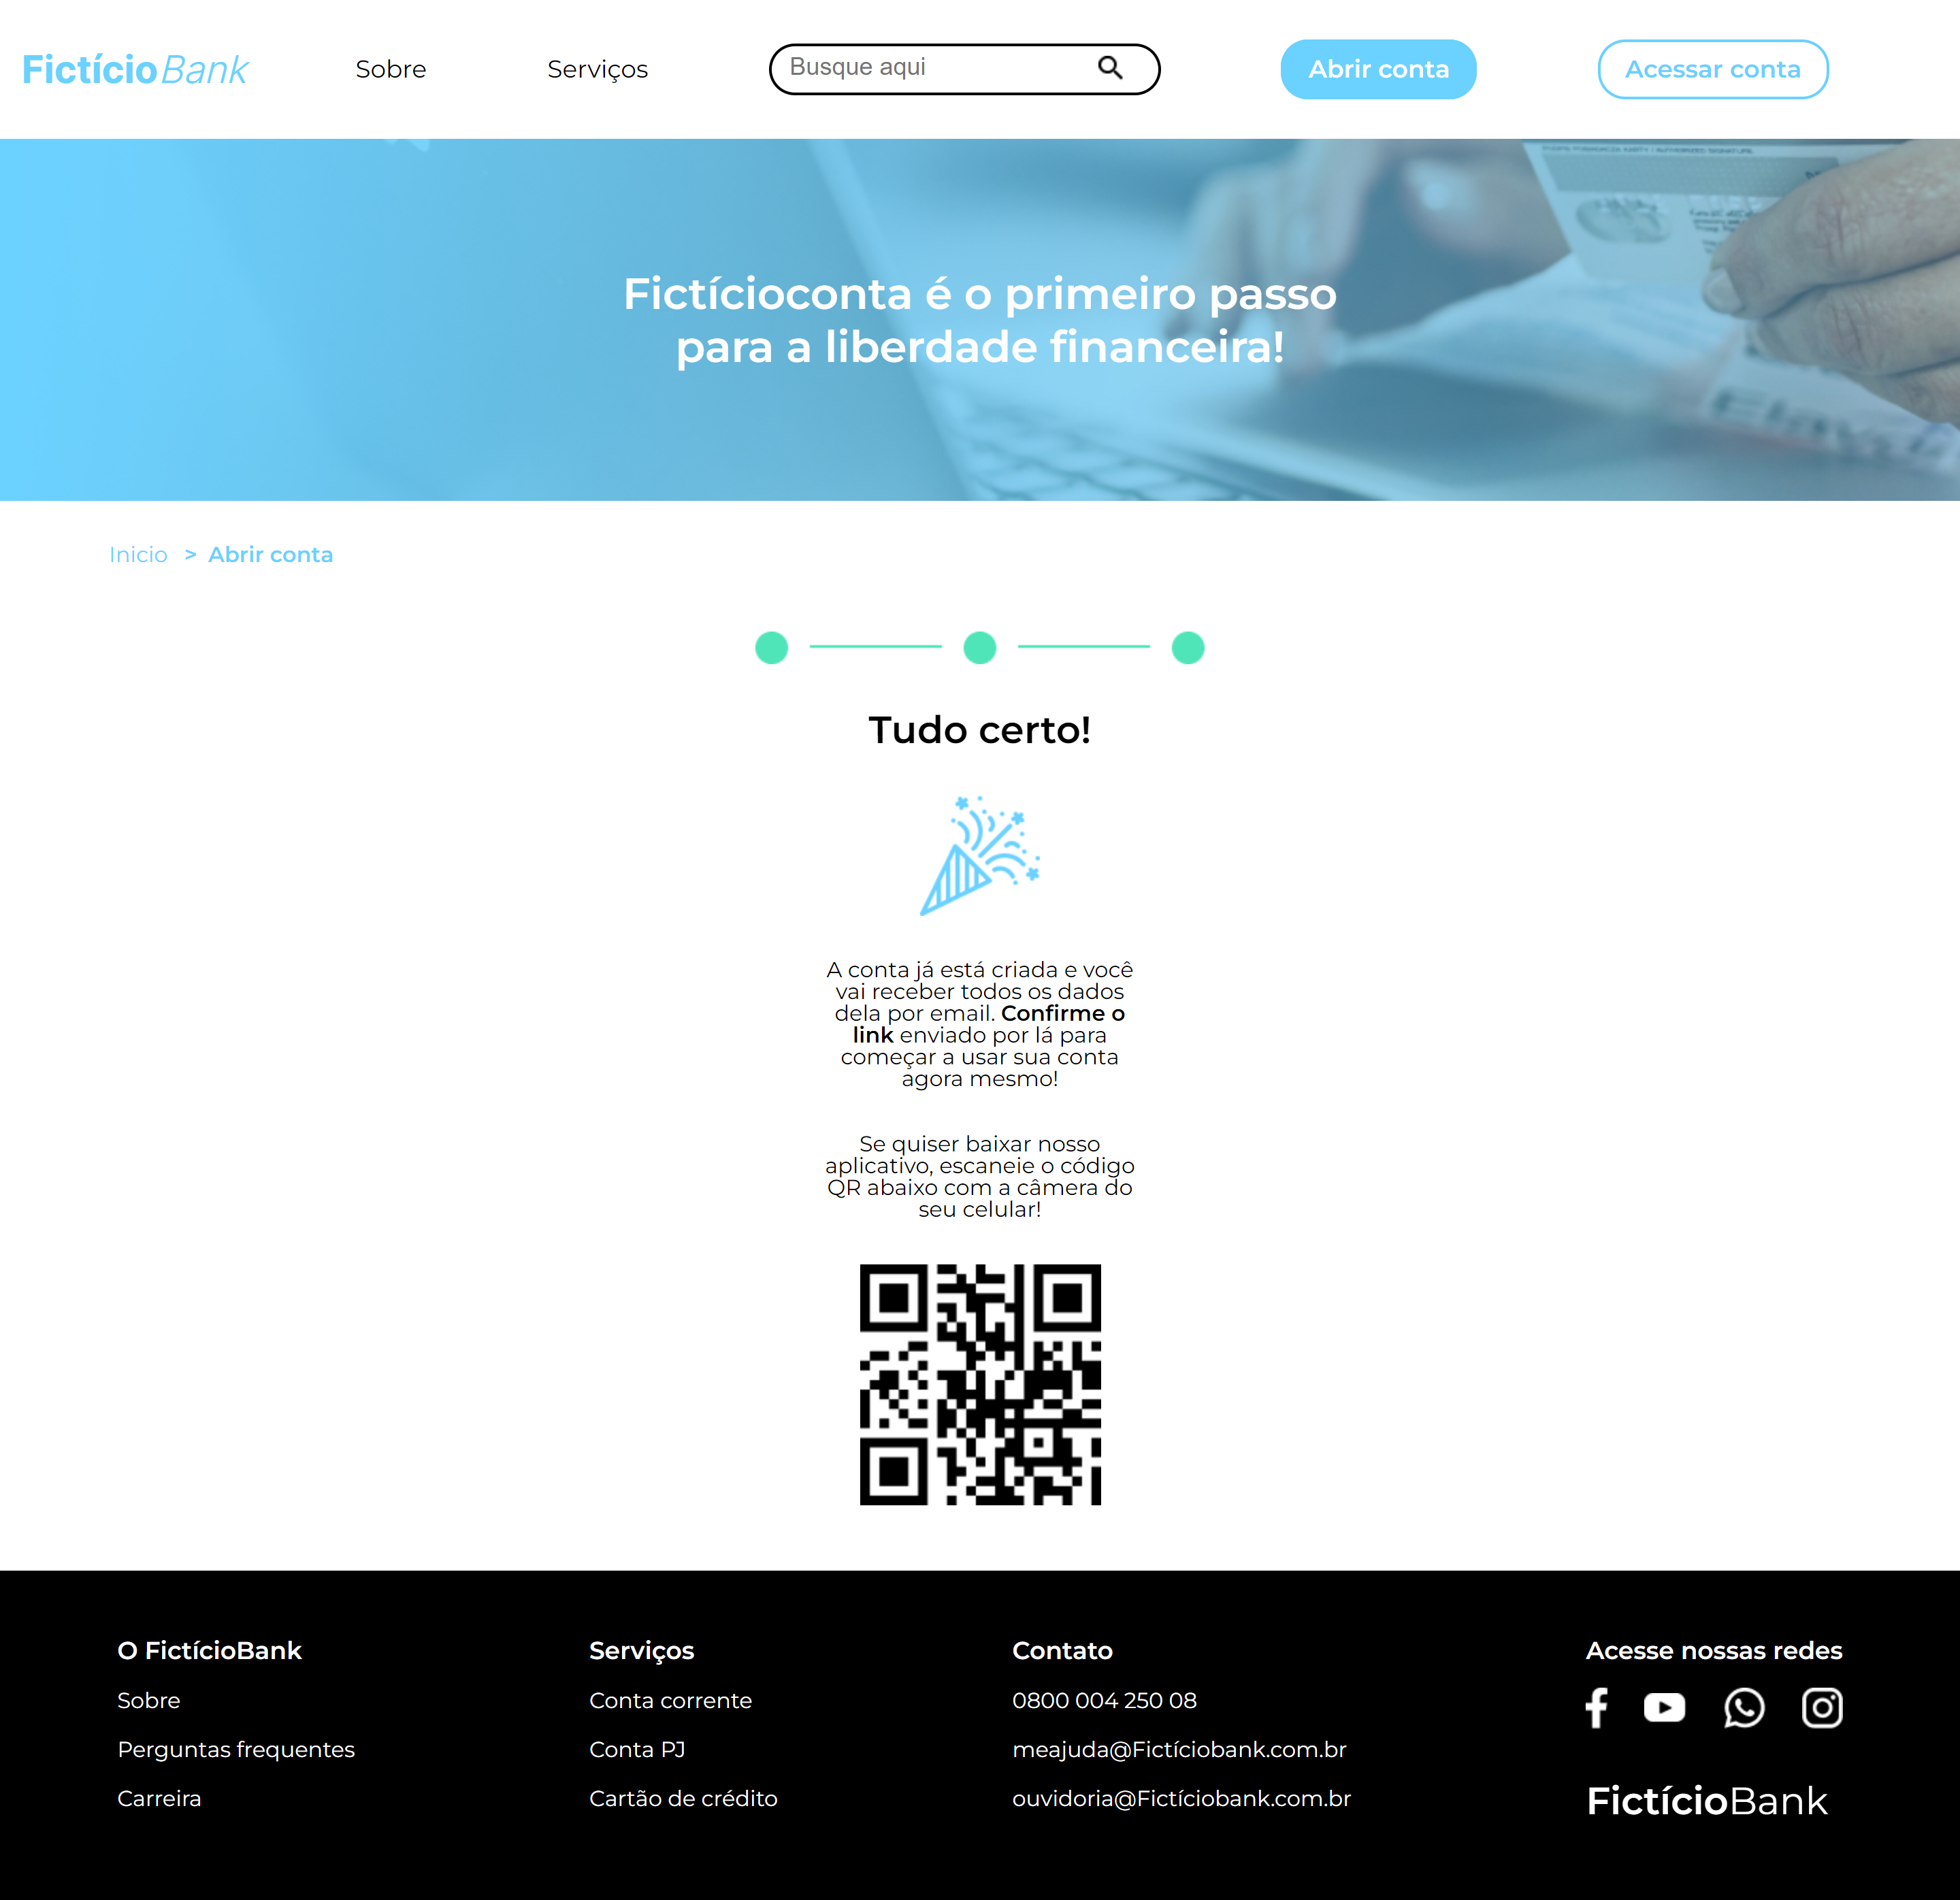 FictícioBank
Sobre
Serviços
Busque aqui
Abrir conta
Acessar conta
Fictícioconta é o primeiro passo
para a liberdade financeira!
Inicio > Abrir conta
Tudo certo!
A conta já está criada e você
vai receber todos os dados
dela por email. Confirme o
link enviado por lá para
começar a usar sua conta
agora mesmo!
Se quiser baixar nosso
aplicativo, escaneie o código
QR abaixo com a câmera do
seu celular!
O FictícioBank
Sobre
Perguntas frequentes
Carreira
Serviços
Conta corrente
Conta PJ
Cartão de crédito
Contato
0800 004 250 08
meajuda@Fictíciobank.com.br
ouvidoria@Fictíciobank.com.br
Acesse nossas redes
FictícioBank